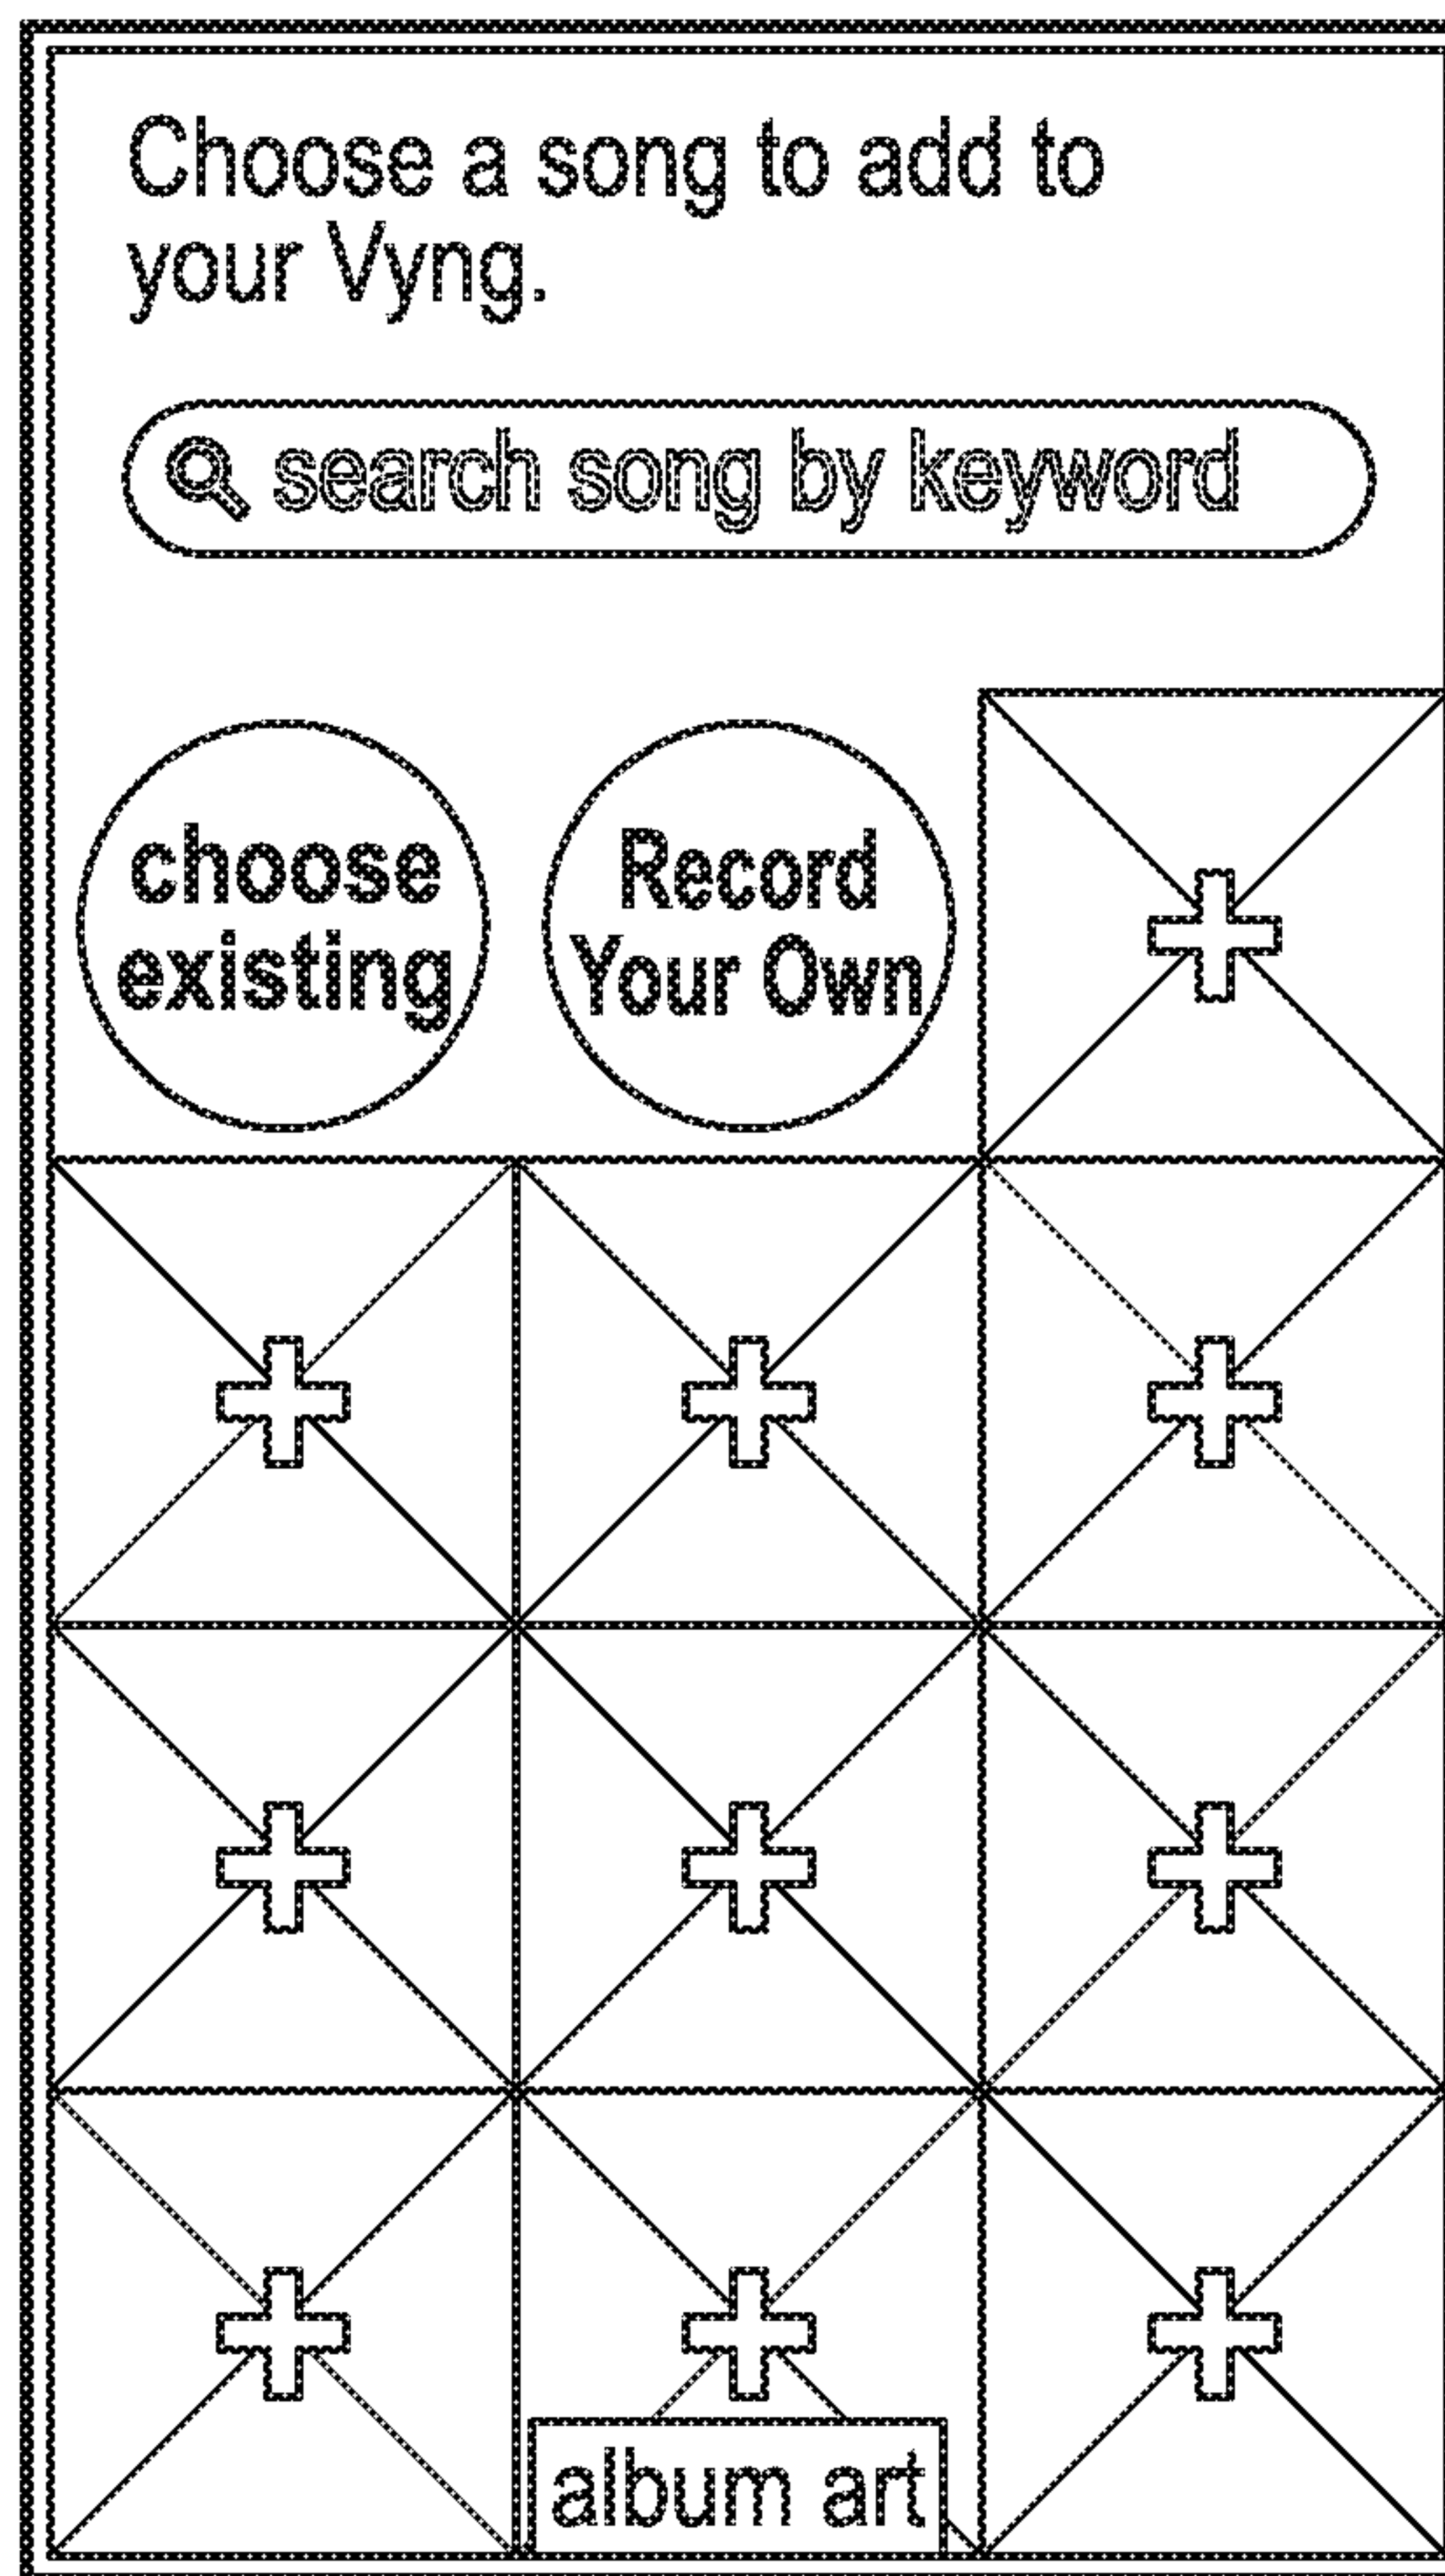 Choose a song to add to
your Vyng.
search song by keyword
choose
existing
Record
Your Own
album art